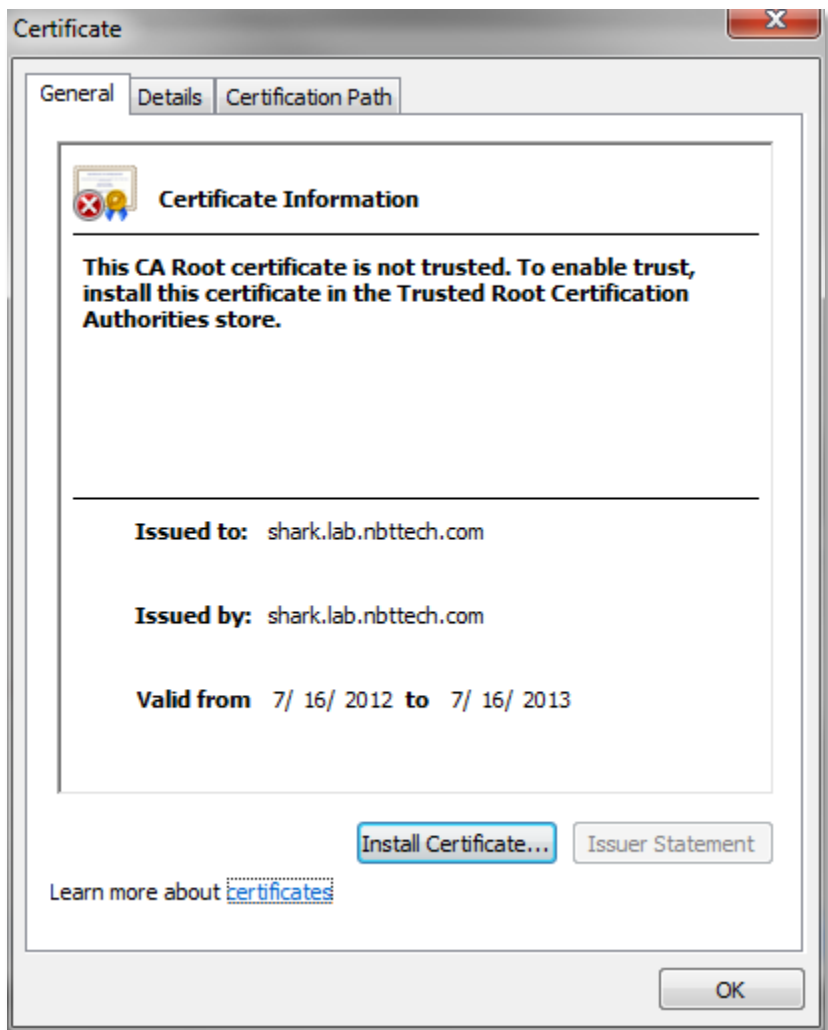 Certificate
General Details Certification Path
Certificate Information
This CA Root certificate is not trusted. To enable trust,
install this certificate in the Trusted Root Certification
Authorities store.
Issued to: shark.lab.nbttech.com
Issued by: shark.lab.nbttech.com
Valid from 7/ 16/ 2012 to 7/ 16/ 2013
Install Certificate... Issuer Statement
Learn more about certificates
OK